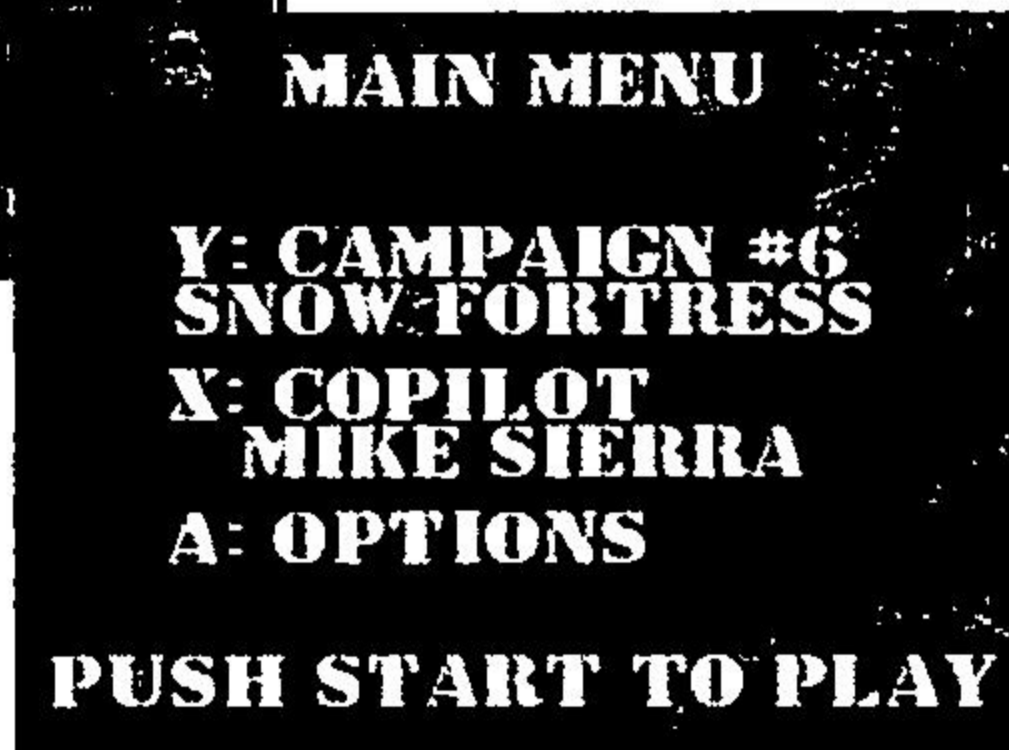 MAIN MENU
Y: CAMPAIGN #6
SNOW FORTRESS
X: COPILOT
MIKE SIERRA
A: OPTIONS
PUSH START TO PLAY